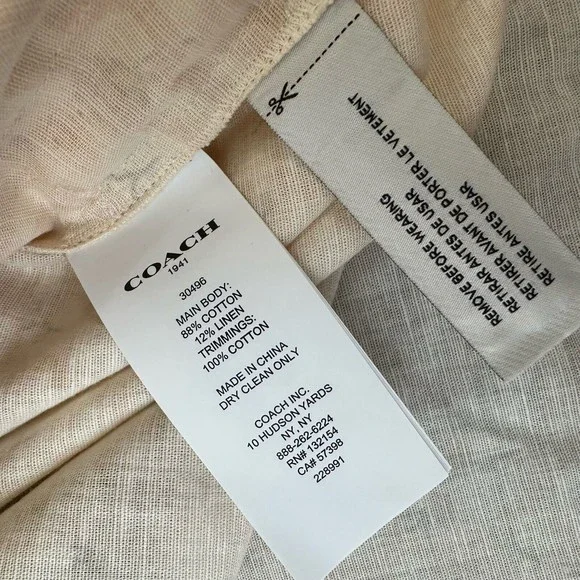 COACH
1941
30496
MAIN BODY:
88% COTTON
12% LINEN
TRIMMINGS:
100% COTTON
MADE IN CHINA
DRY CLEAN ONLY
COACH INC.
10 HUDSON YARDS
NY, NY
888-262-6224
RN# 132154
CA# 57398
228991
REMOVE BEFORE WEARING
RETIRAR ANTES DE USAR
RETIRER AVANT DE PORTER LE VETEMENT
RETIRE ANTES USAR